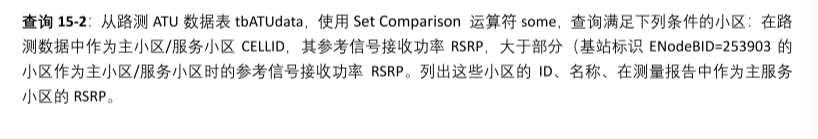 查询 15-2：从路测 ATU 数据表 tbATUdata，使用 Set Comparison 运算符 some，查询满足下列条件的小区：在路
测数据中作为主小区/服务小区 CELLID，其参考信号接收功率 RSRP，大于部分（基站标识 ENodeBID=253903 的
小区作为主小区/服务小区时的参考信号接收功率 RSRP。列出这些小区的 ID、名称、在测量报告中作为主服务
小区的 RSRP。